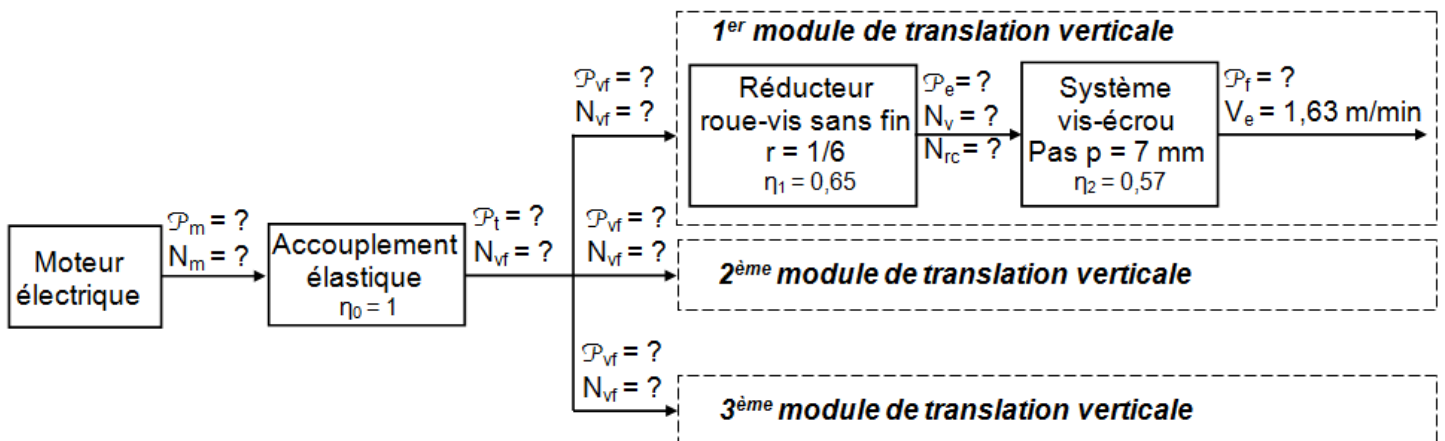 1er module de translation verticale
𝒫vf = ?
Nvf = ?
Réducteur
roue-vis sans fin
r = 1/6
η1 = 0,65
𝒫e = ?
Nv = ?
Nrc = ?
Système
vis-écrou
Pas p = 7 mm
η2 = 0,57
𝒫f = ?
Ve = 1,63 m/min
Moteur
électrique
𝒫m = ?
Nm = ?
Accouplement
élastique
η0 = 1
𝒫t = ?
Nvf = ?
𝒫vf = ?
Nvf = ?
2ème module de translation verticale
𝒫vf = ?
Nvf = ?
3ème module de translation verticale